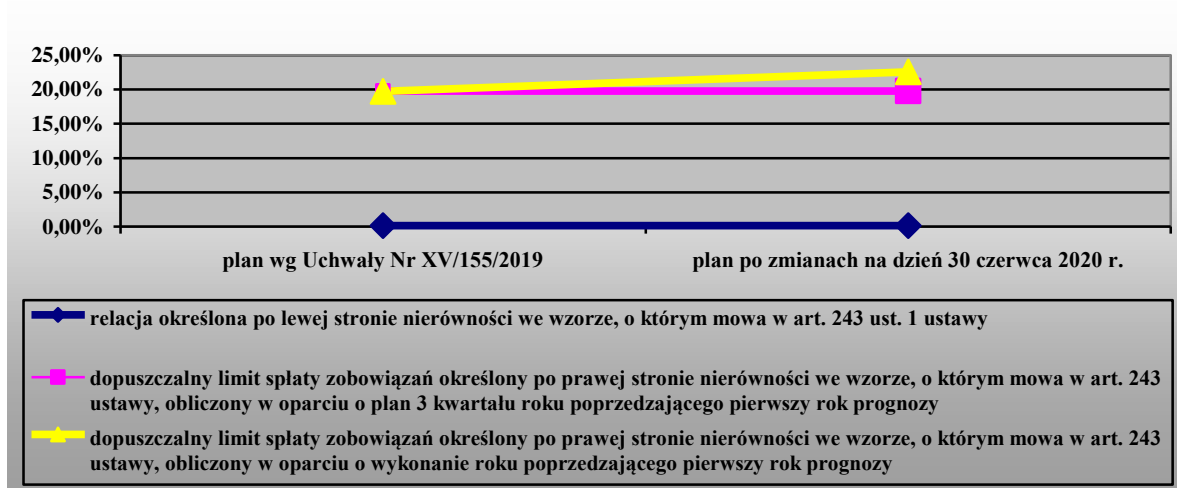 25,00%
20,00%
15,00%
10,00%
5,00%
0,00%
plan wg Uchwały Nr XV/155/2019
plan po zmianach na dzień 30 czerwca 2020 r.
relacja określona po lewej stronie nierówności we wzorze, o którym mowa w art. 243 ust. 1 ustawy
dopuszczalny limit spłaty zobowiązań określony po prawej stronie nierówności we wzorze, o którym mowa w art. 243
ustawy, obliczony w oparciu o plan 3 kwartału roku poprzedzającego pierwszy rok prognozy
dopuszczalny limit spłaty zobowiązań określony po prawej stronie nierówności we wzorze, o którym mowa w art. 243
ustawy, obliczony w oparciu o wykonanie roku poprzedzającego pierwszy rok prognozy